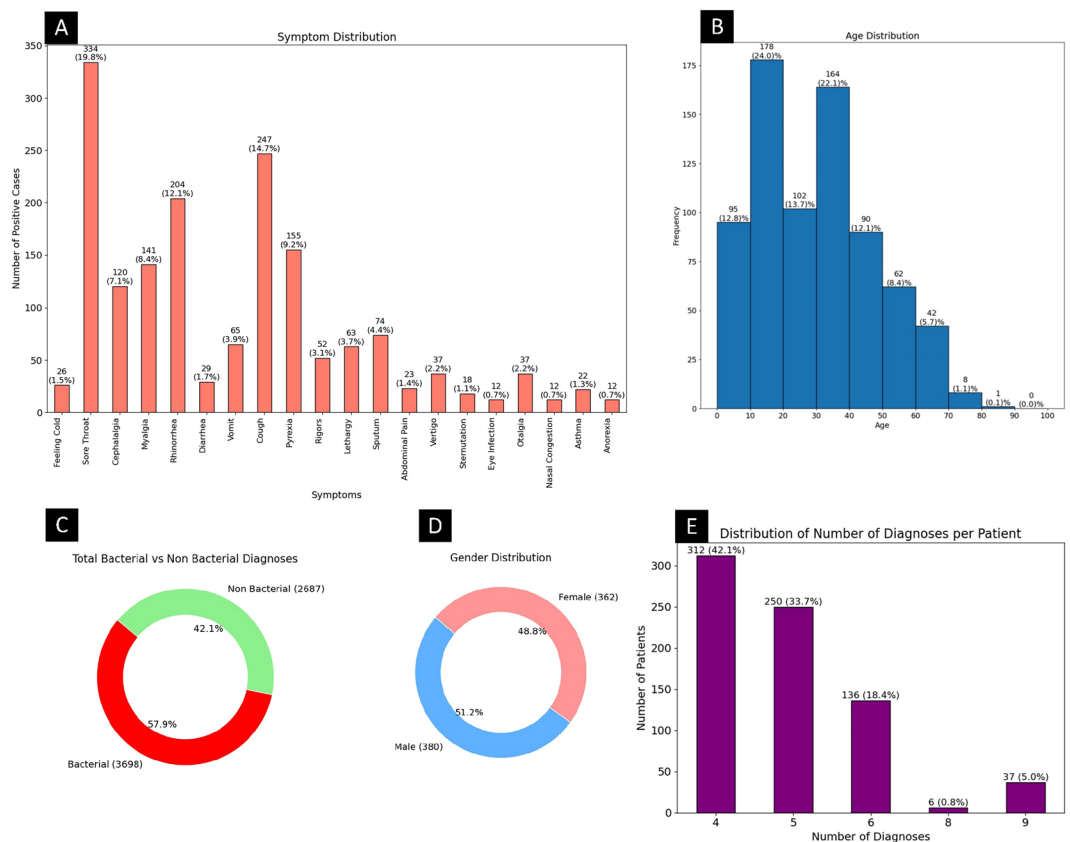 A
Symptom Distribution
Number of Positive Cases
350
300
250
200
150
100
50
0
26
(1.5%)
334
(19.8%)
120
(7.1%)
141
(8.4%)
204
(12.1%)
29
(1.7%)
65
(3.9%)
247
(14.7%)
155
(9.2%)
52
(3.1%)
63
(3.7%)
74
(4.4%)
23
(1.4%)
37
(2.2%)
18
(1.1%)
12
(0.7%)
37
(2.2%)
12
(0.7%)
22
(1.3%)
12
(0.7%)
Feeling Cold
Sore Throat
Cephalalgia
Myalgia
Rhinorrhea
Diarrhea
Vomit
Cough
Pyrexia
Rigors
Lethargy
Sputum
Abdominal Pain
Vertigo
Sternutation
Eye Infection
Otalgia
Nasal Congestion
Asthma
Anorexia
Symptoms
B
Age Distribution
Frequency
175
150
125
100
75
50
25
0
95
(12.8)%
178
(24.0)%
102
(13.7)%
164
(22.1)%
90
(12.1)%
62
(8.4)%
42
(5.7)%
8
(1.1)%
1
(0.1)%
0
(0.0)%
0 10 20 30 40 50 60 70 80 90 100
Age
C
Total Bacterial vs Non Bacterial Diagnoses
Non Bacterial (2687)
42.1%
57.9%
Bacterial (3698)
D
Gender Distribution
Female (362)
48.8%
51.2%
Male (380)
E
Distribution of Number of Diagnoses per Patient
Number of Patients
300
250
200
150
100
50
0
312 (42.1%)
250 (33.7%)
136 (18.4%)
6 (0.8%)
37 (5.0%)
4 5 6 8 9
Number of Diagnoses